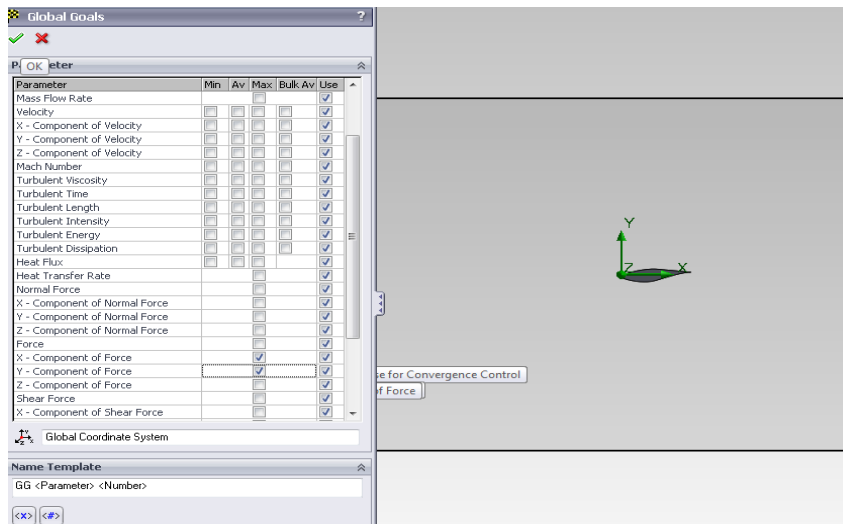 Global Goals ?
P OK eter
Parameter Min Av Max Bulk Av Use
Mass Flow Rate
Velocity
X - Component of Velocity
Y - Component of Velocity
Z - Component of Velocity
Mach Number
Turbulent Viscosity
Turbulent Time
Turbulent Length
Turbulent Intensity
Turbulent Energy
Turbulent Dissipation
Heat Flux
Heat Transfer Rate
Normal Force
X - Component of Normal Force
Y - Component of Normal Force
Z - Component of Normal Force
Force
X - Component of Force
Y - Component of Force
Z - Component of Force
Shear Force
X - Component of Shear Force
Global Coordinate System
Name Template
GG <Parameter> <Number>
<x> <#>
Y
Z X
se for Convergence Control
of Force